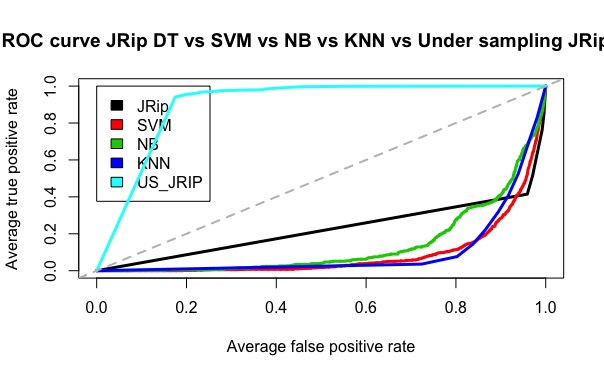 ROC curve JRip DT vs SVM vs NB vs KNN vs Under sampling JRip
Average true positive rate
1.0
0.8
0.6
0.4
0.2
0.0
JRip
SVM
NB
KNN
US_JRIP
0.0 0.2 0.4 0.6 0.8 1.0
Average false positive rate